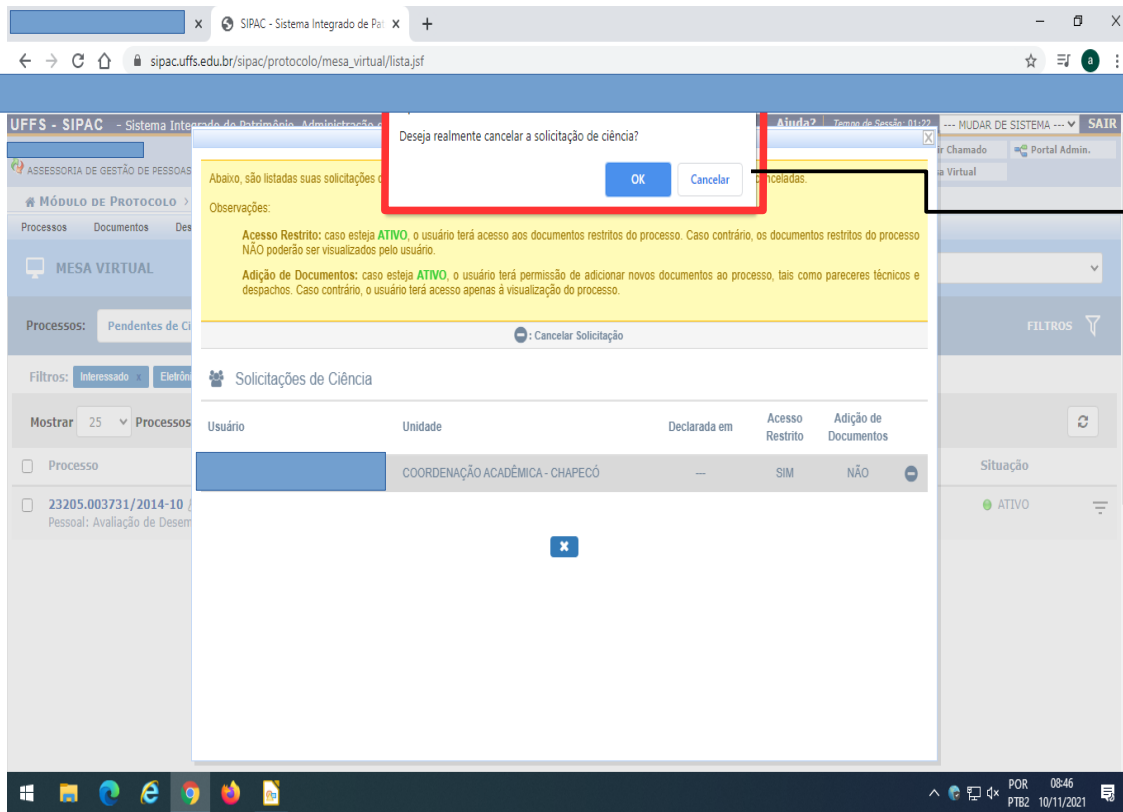 SIPAC - Sistema Integrado de Pat
sipac.uffs.edu.br/sipac/protocolo/mesa_virtual/lista.jsf
a
UFFS - SIPAC - Sistema Integrado de Patrimônio, Administração
Ajuda?
Tempo de Sessão: 01:22
--- MUDAR DE SISTEMA ---
SAIR
Deseja realmente cancelar a solicitação de ciência?
OK
Cancelar
Chamado
Portal Admin.
ASSESSORIA DE GESTÃO DE PESSOAS
Virtual
Abaixo, são listadas suas solicitações
canceladas.
MÓDULO DE PROTOCOLO >
Observações:
Processos Documentos Des
Acesso Restrito: caso esteja ATIVO, o usuário terá acesso aos documentos restritos do processo. Caso contrário, os documentos restritos do processo
NÃO poderão ser visualizados pelo usuário.
MESA VIRTUAL
Adição de Documentos: caso esteja ATIVO, o usuário terá permissão de adicionar novos documentos ao processo, tais como pareceres técnicos e
despachos. Caso contrário, o usuário terá acesso apenas á visualização do processo.
Processos: Pendentes de Ci
FILTROS
: Cancelar Solicitação
Filtros: Interessado x Eletrôni
Solicitações de Ciência
Mostrar 25 Processos
Usuário Unidade Declarada em Acesso Restrito Adição de Documentos
Processo
COORDENAÇÃO ACADÊMICA - CHAPECÓ — SIM NÃO
Situação
23205.003731/2014-10
ATIVO
Pessoal: Avaliação de Desem
POR 08:46
PTB2 10/11/2021